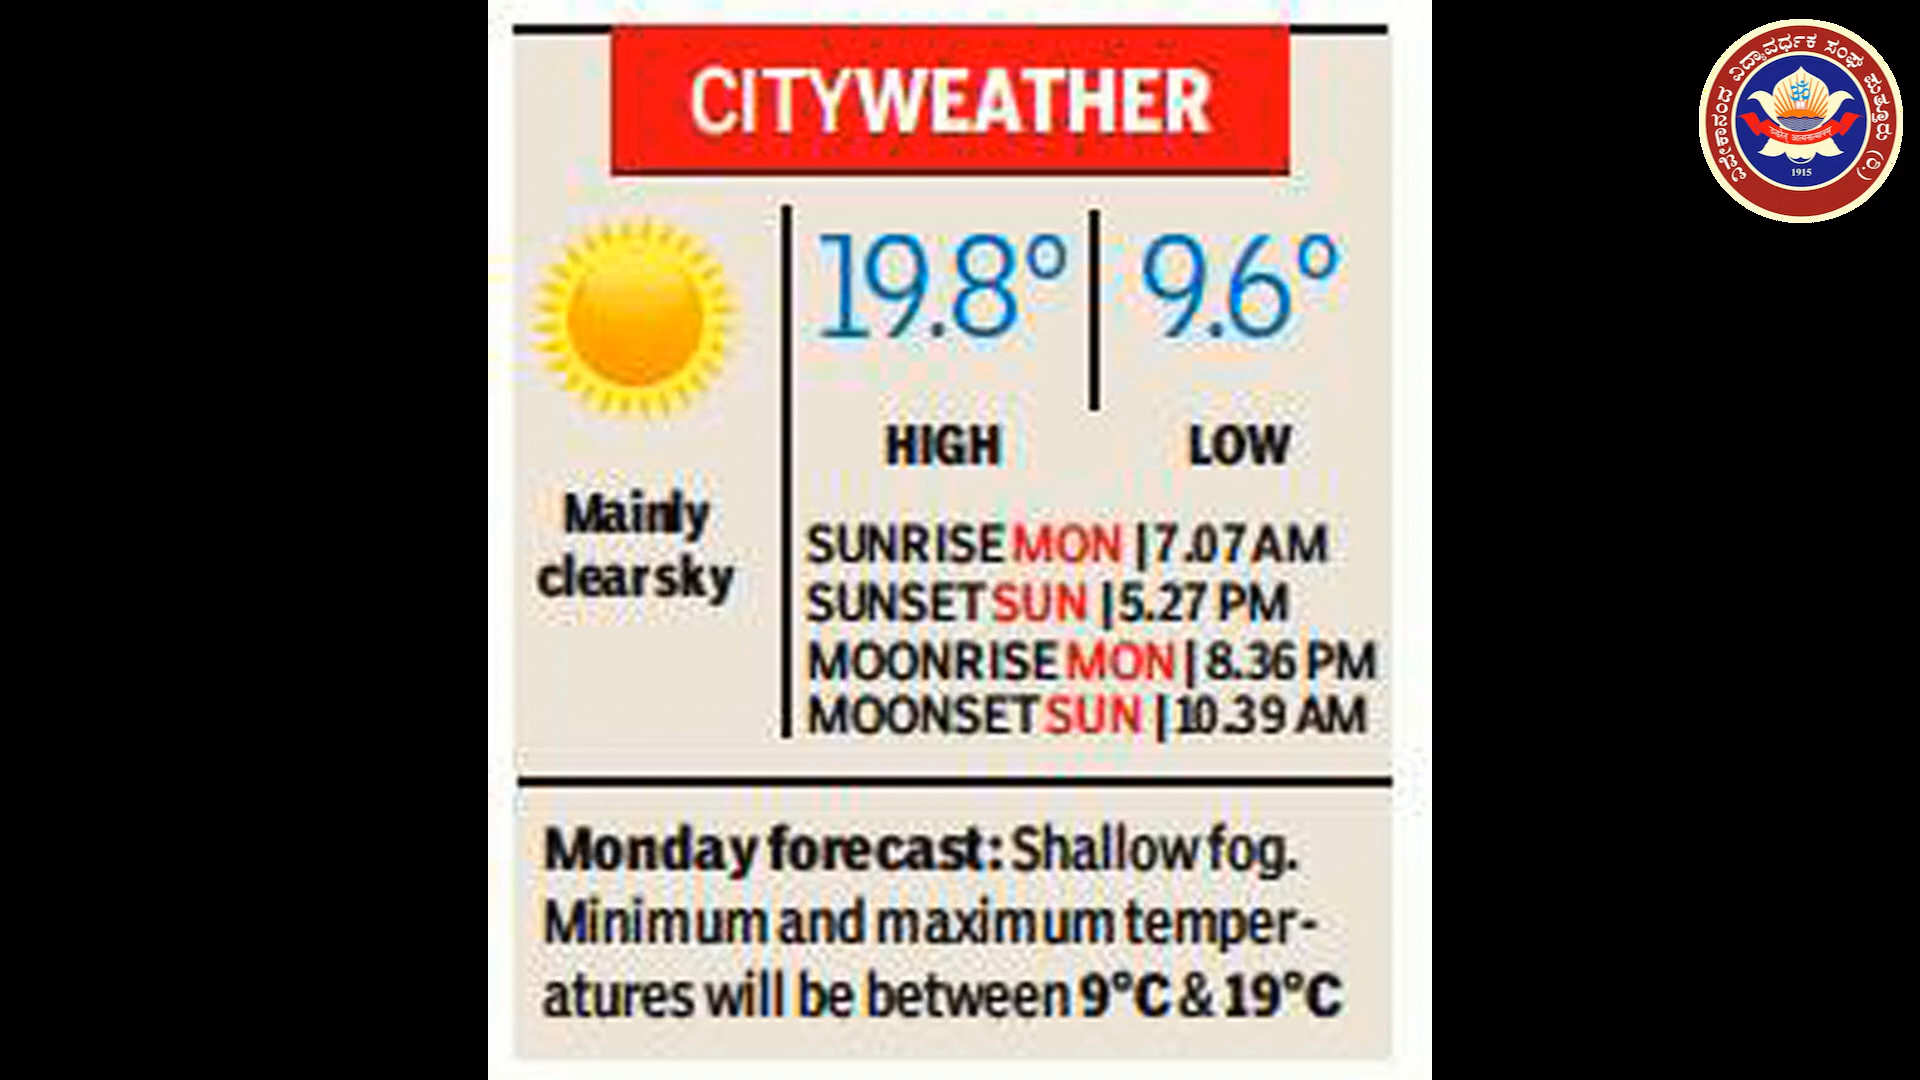 CITYWEATHER
19.8° 9.6°
HIGH LOW
Mainly
clear sky
SUNRISE MON | 7.07 AM
SUNSET SUN | 5.27 PM
MOONRISE MON | 8.36 PM
MOONSET SUN | 10.39 AM
Monday forecast: Shallow fog.
Minimum and maximum temper-
atures will be between 9°C & 19°C
ವಿವೇಕಾನಂದ ವಿದ್ಯಾವರ್ಧಕ ಸಂಘ ಪುತ್ತೂರು (ರಿ.)
1915